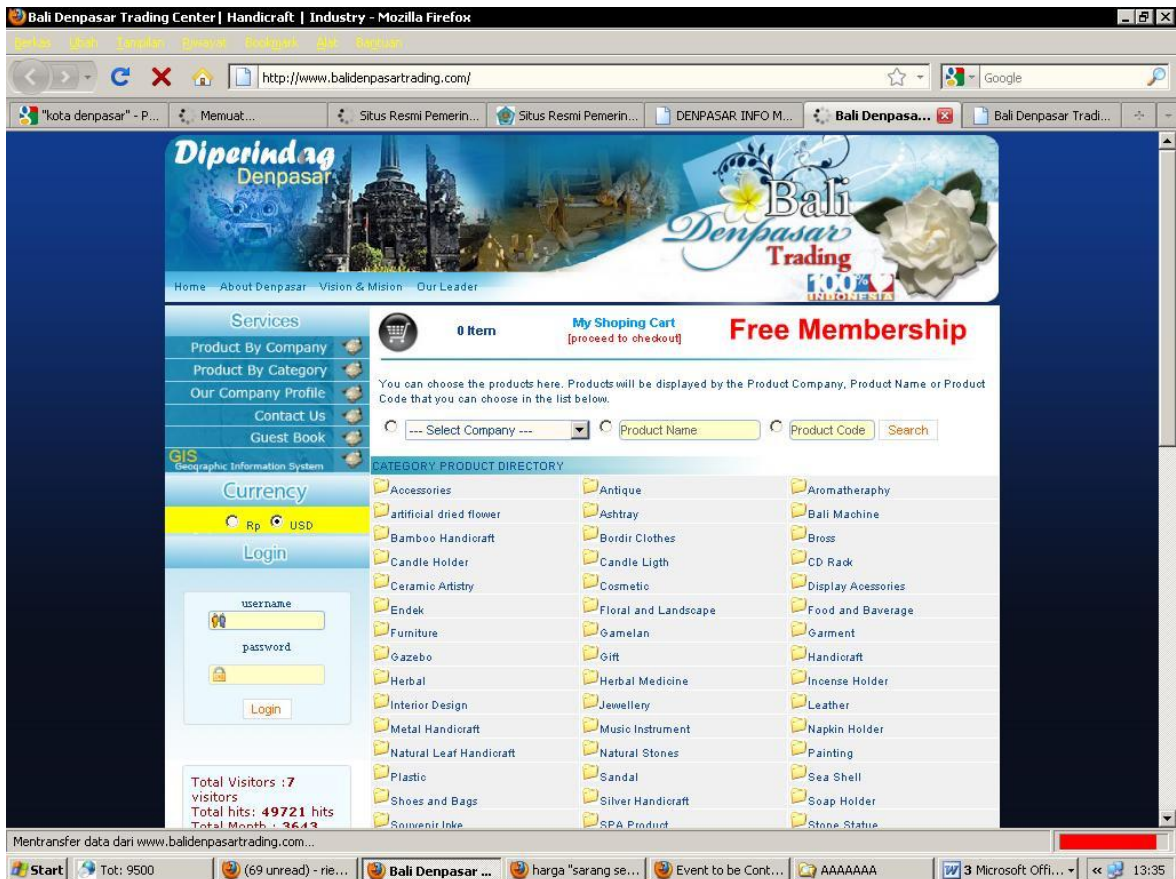 Bali Denpasar Trading Center| Handicraft | Industry - Mozilla Firefox
Berkas Ubah Tampilan Riwayat Bookmark Alat Bantuan
http://www.balidenpasartrading.com/
Google
"kota denpasar" - P...
Memuat...
Situs Resmi Pemerin...
Situs Resmi Pemerin...
DENPASAR INFO M...
Bali Denpasa...
Bali Denpasar Tradi...
Diperindag
Denpasar
Bali
Denpasar
Trading
100%
INDONESIA
Home About Denpasar Vision & Mision Our Leader
Services
Product By Company
Product By Category
Our Company Profile
Contact Us
Guest Book
GIS
Geographic Information System
Currency
Rp USD
Login
username
password
Login
Total Visitors :7
visitors
Total hits: 49721 hits
Total Month : 3643
0 Item
My Shoping Cart
[proceed to checkout]
Free Membership
You can choose the products here. Products will be displayed by the Product Company, Product Name or Product
Code that you can choose in the list below.
--- Select Company --- Product Name Product Code Search
CATEGORY PRODUCT DIRECTORY
Accessories Antique Aromatheraphy
artificial dried flower Ashtray Bali Machine
Bamboo Handicraft Bordir Clothes Bross
Candle Holder Candle Ligth CD Rack
Ceramic Artistry Cosmetic Display Acessories
Endek Floral and Landscape Food and Baverage
Furniture Gamelan Garment
Gazebo Gift Handicraft
Herbal Herbal Medicine Incense Holder
Interior Design Jewellery Leather
Metal Handicraft Music Instrument Napkin Holder
Natural Leaf Handicraft Natural Stones Painting
Plastic Sandal Sea Shell
Shoes and Bags Silver Handicraft Soap Holder
Souvenir Inke SPA Product Stone Statue
Mentransfer data dari www.balidenpasartrading.com...
Start
Tot: 9500
(69 unread) - rie...
Bali Denpasar ...
harga "sarang se...
Event to be Cont...
AAAAAAA
3 Microsoft Offi...
13:35